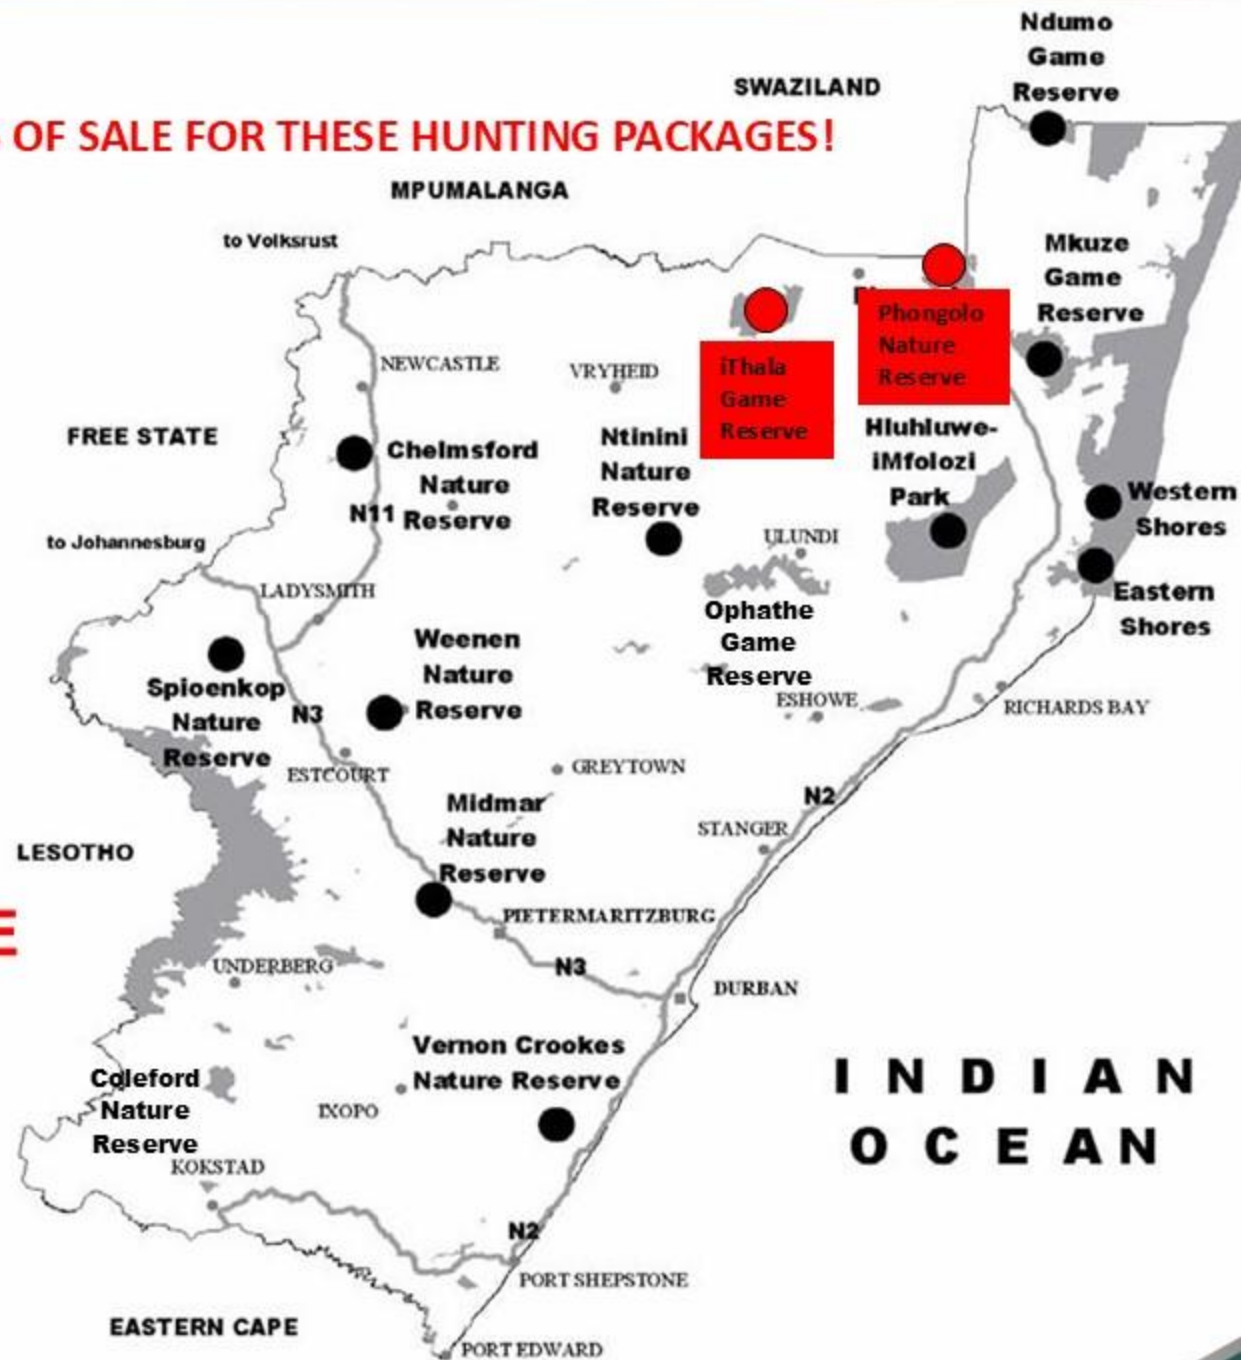 Ndumo
Game
Reserve
SWAZILAND
OF SALE FOR THESE HUNTING PACKAGES!
MPUMALANGA
to Volksrust
Mkuze
Game
Reserve
Phongolo
Nature
Reserve
iThala
Game
Reserve
NEWCASTLE
VRYHEID
FREE STATE
Chelmsford
Nature
Reserve
N11
Ntinini
Nature
Reserve
Hluhluwe-
iMfolozi
Park
Western
Shores
to Johannesburg
ULUNDI
LADYSMITH
Eastern
Shores
Ophathe
Game
Reserve
Weenen
Nature
Reserve
Spioenkop
Nature
Reserve
N3
ESHOWE
RICHARDS BAY
ESTCOURT
GREYTOWN
N2
Midmar
Nature
Reserve
STANGER
LESOTHO
E
PIETERMARITZBURG
N3
UNDERBERG
DURBAN
Vernon Crookes
Nature Reserve
INDIAN
OCEAN
Coleford
Nature
Reserve
IXOPO
KOKSTAD
N2
PORT SHEPSTONE
EASTERN CAPE
PORT EDWARD